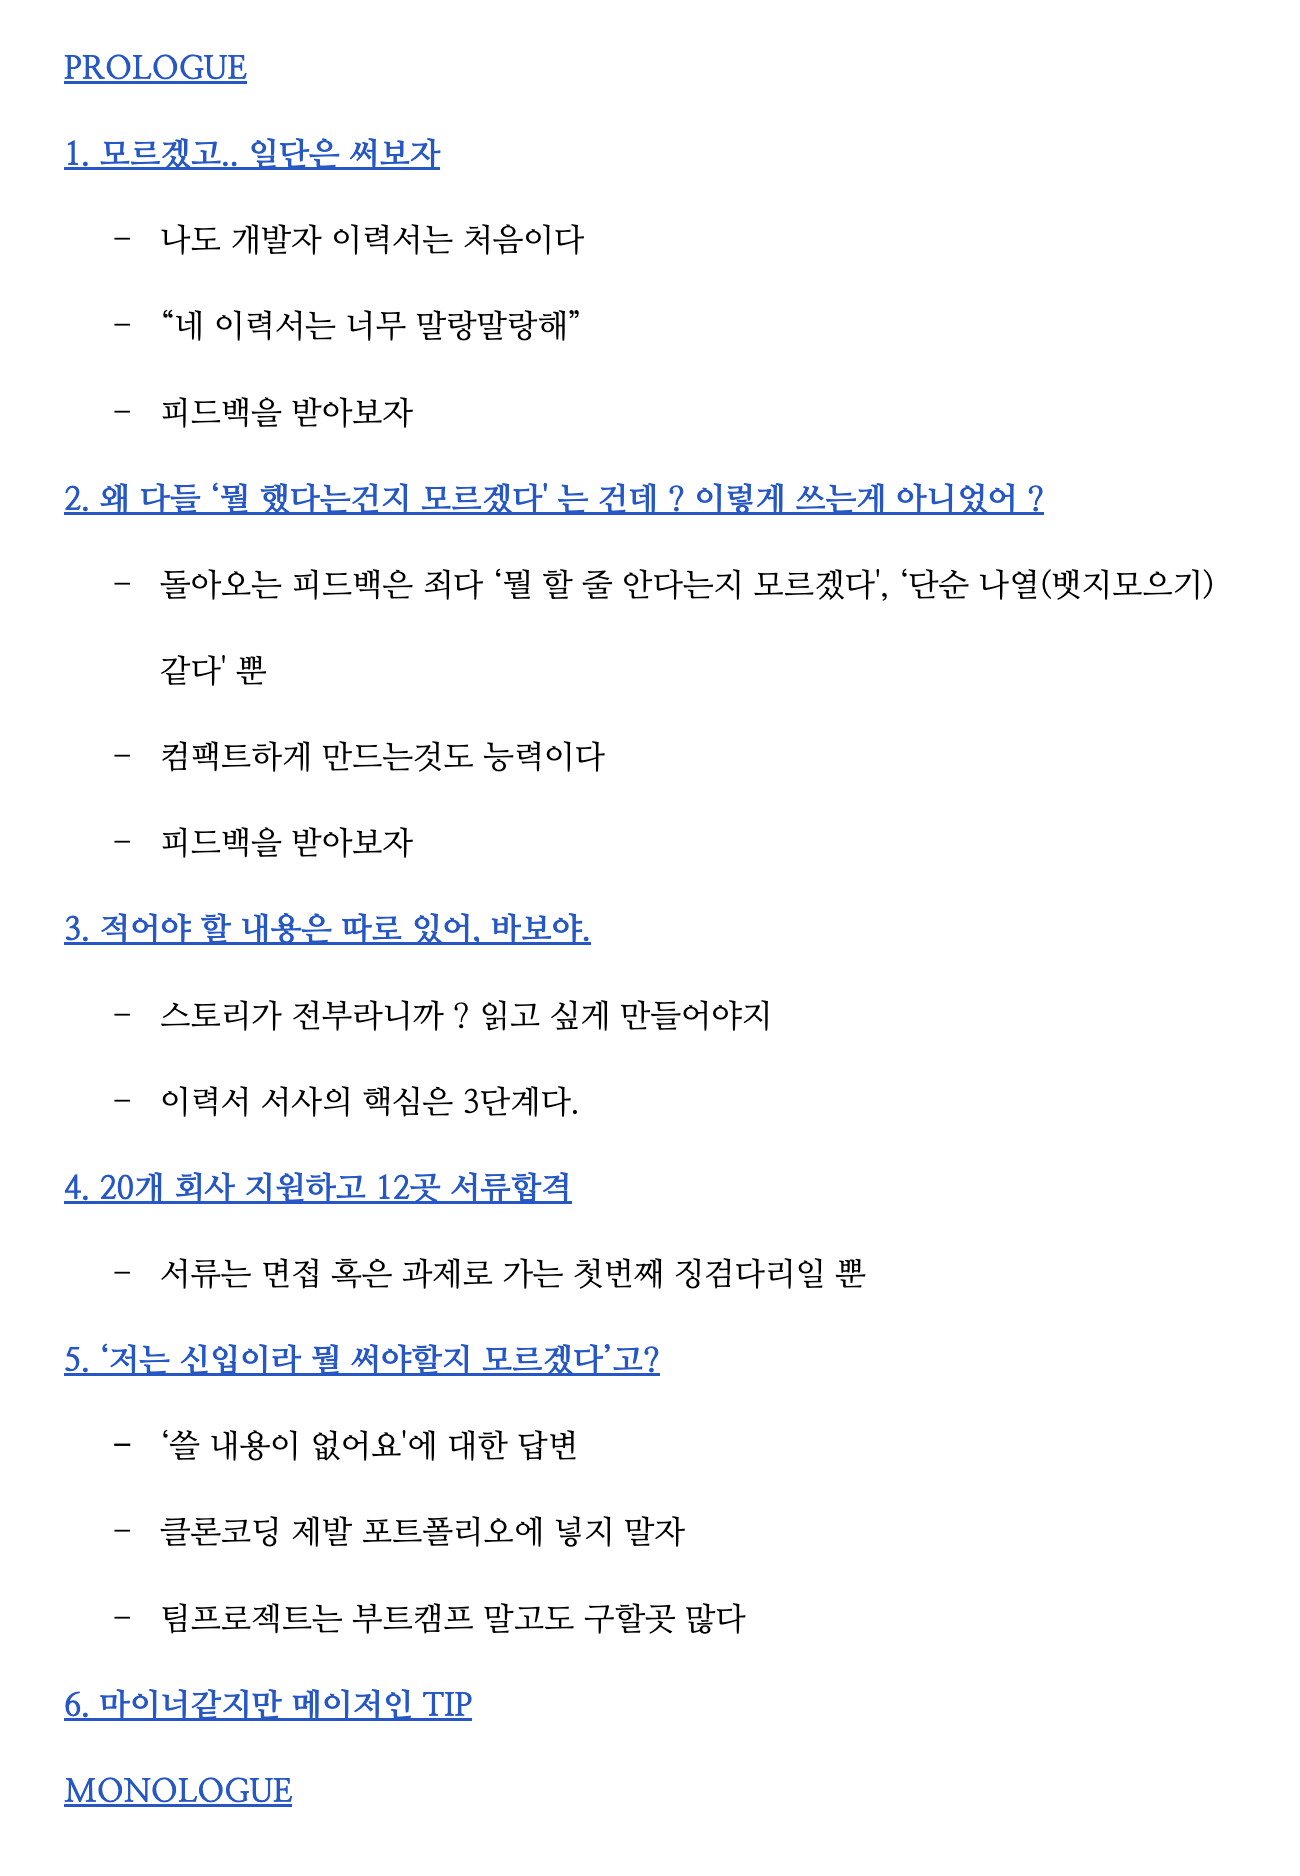 PROLOGUE
1. 모르겠고.. 일단은 써보자
– 나도 개발자 이력서는 처음이다
– “네 이력서는 너무 말랑말랑해”
– 피드백을 받아보자
2. 왜 다들 ‘뭘 했다는건지 모르겠다' 는 건데 ? 이렇게 쓰는게 아니었어 ?
– 돌아오는 피드백은 죄다 ‘뭘 할 줄 안다는지 모르겠다', ‘단순 나열(뱃지모으기)
같다' 뿐
– 컴팩트하게 만드는것도 능력이다
– 피드백을 받아보자
3. 적어야 할 내용은 따로 있어, 바보야.
– 스토리가 전부라니까 ? 읽고 싶게 만들어야지
– 이력서 서사의 핵심은 3단계다.
4. 20개 회사 지원하고 12곳 서류합격
– 서류는 면접 혹은 과제로 가는 첫번째 징검다리일 뿐
5. ‘저는 신입이라 뭘 써야할지 모르겠다’고?
– ‘쓸 내용이 없어요'에 대한 답변
– 클론코딩 제발 포트폴리오에 넣지 말자
– 팀프로젝트는 부트캠프 말고도 구할곳 많다
6. 마이너같지만 메이저인 TIP
MONOLOGUE